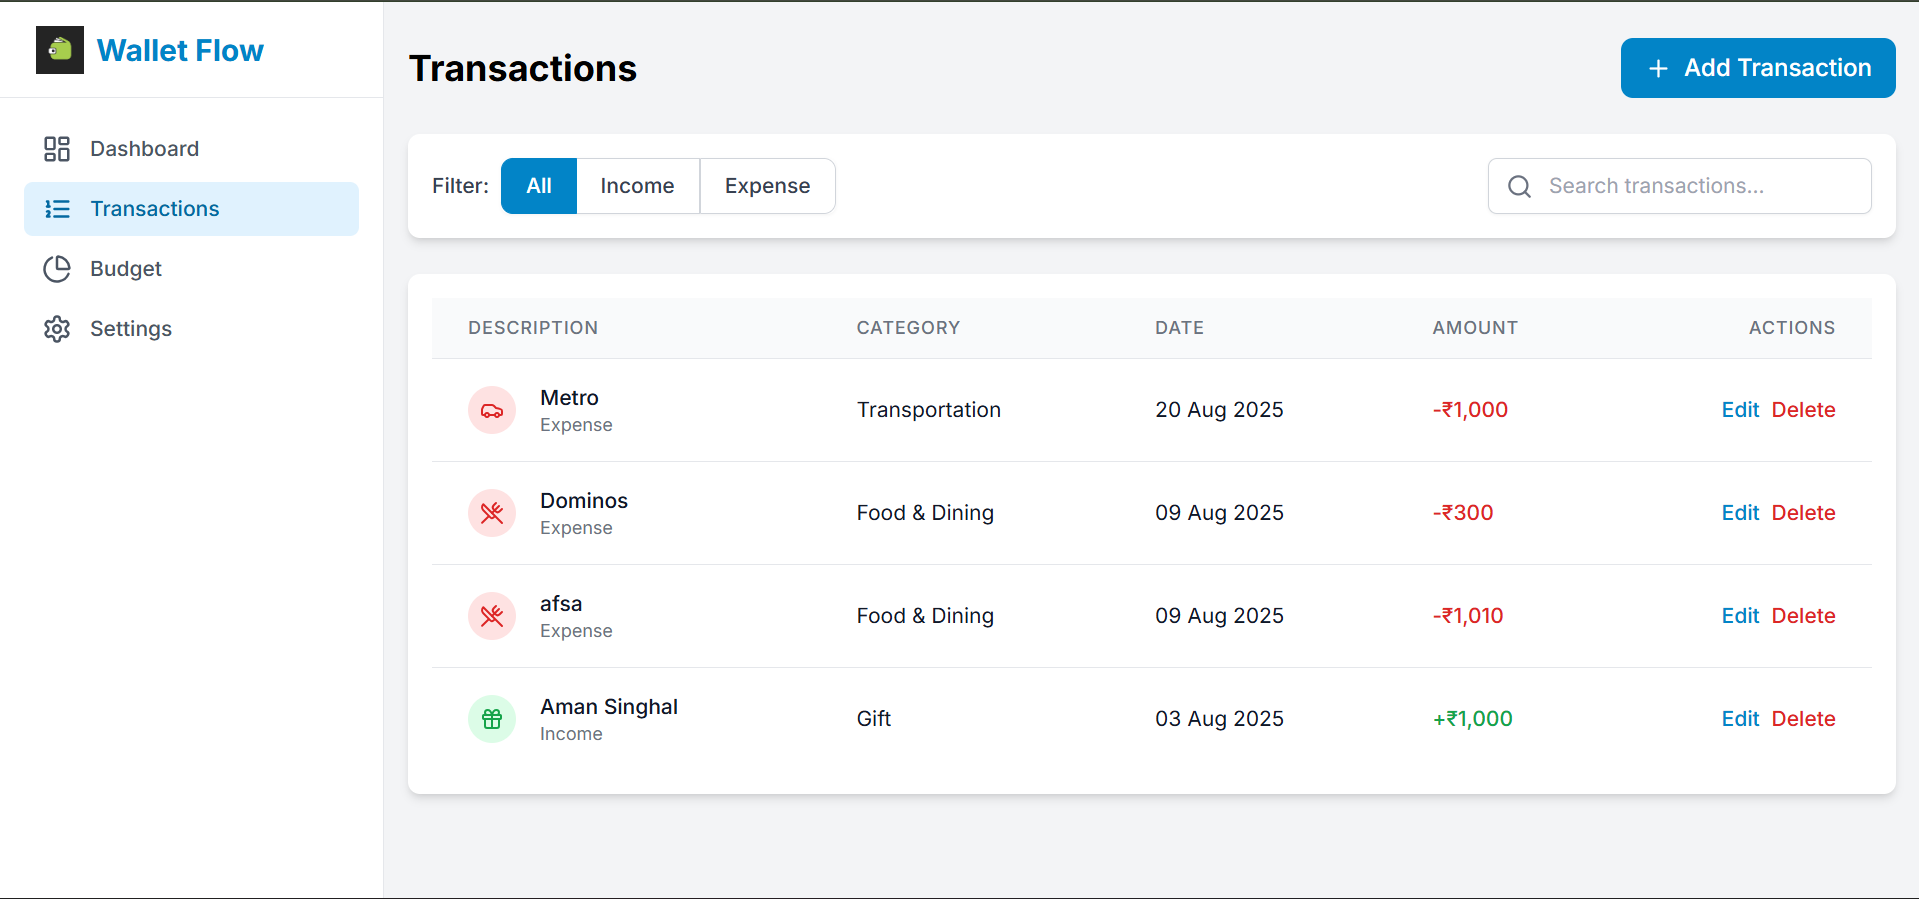 Wallet Flow
Dashboard
Transactions
Budget
Settings
Transactions
+ Add Transaction
Filter: All Income Expense
Search transactions...
DESCRIPTION CATEGORY DATE AMOUNT ACTIONS
Metro
Expense
Transportation 20 Aug 2025 -₹1,000 Edit Delete
Dominos
Expense
Food & Dining 09 Aug 2025 -₹300 Edit Delete
afsa
Expense
Food & Dining 09 Aug 2025 -₹1,010 Edit Delete
Aman Singhal
Income
Gift 03 Aug 2025 +₹1,000 Edit Delete